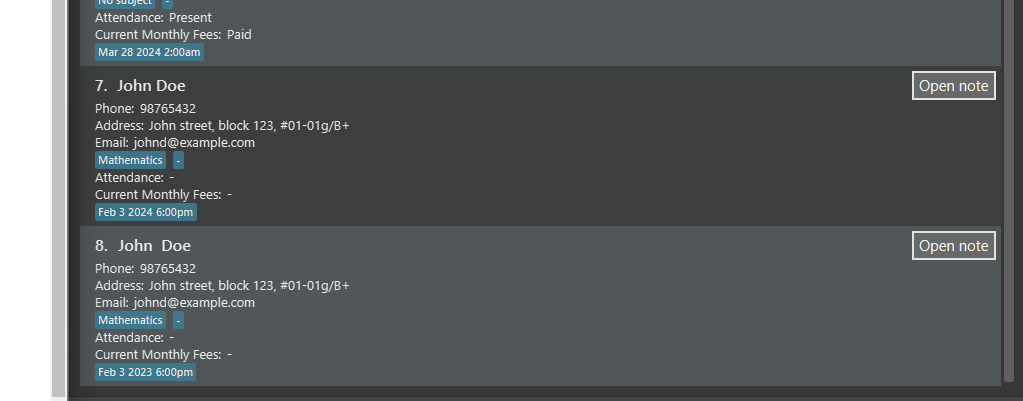 No subject -
Attendance: Present
Current Monthly Fees: Paid
Mar 28 2024 2:00am
7. John Doe
Open note
Phone: 98765432
Address: John street, block 123, #01-01g/B+
Email: johnd@example.com
Mathematics -
Attendance: -
Current Monthly Fees: -
Feb 3 2024 6:00pm
8. John  Doe
Open note
Phone: 98765432
Address: John street, block 123, #01-01g/B+
Email: johnd@example.com
Mathematics -
Attendance: -
Current Monthly Fees: -
Feb 3 2023 6:00pm